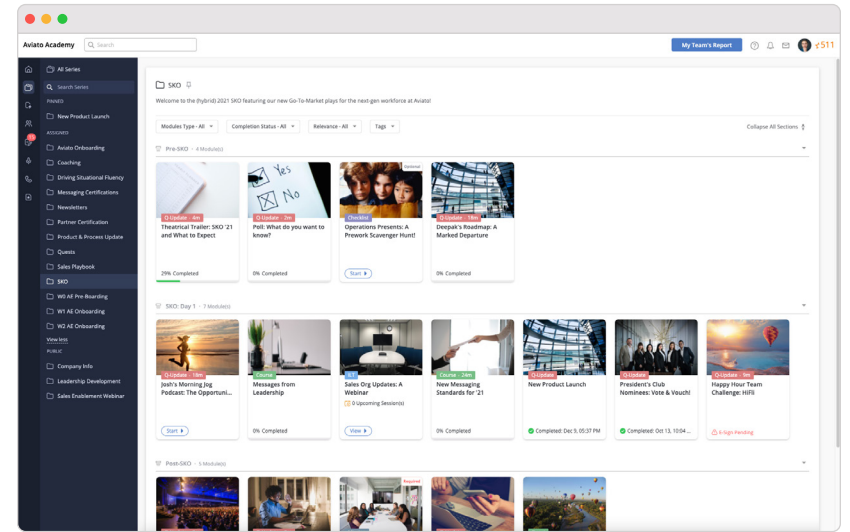 Aviato Academy
Search
My Team's Report
511
All Series
Search Series
PINNED
New Product Launch
ASSIGNED
Aviato Onboarding
Coaching
Driving Situational Fluency
Messaging Certifications
Newsletters
Partner Certification
Product & Process Update
Quests
Sales Playbook
SKO
W0 AE Pre-Boarding
W1 AE Onboarding
W2 AE Onboarding
View less
PUBLIC
Company Info
Leadership Development
Sales Enablement Webinar
SKO
Welcome to the (hybrid) 2021 SKO featuring our new Go-To-Market plays for the next-gen workforce at Aviato!
Modules Type - All
Completion Status - All
Relevance - All
Tags
Collapse All Sections
Pre-SKO - 4 Module(s)
Q-Update - 4m
Theatrical Trailer: SKO '21
and What to Expect
29% Completed
Yes
No
Q-Update - 2m
Poll: What do you want to
know?
0% Completed
Optional
Checklist
Operations Presents: A
Prework Scavenger Hunt!
Start
Q-Update - 18m
Deepak's Roadmap: A
Marked Departure
0% Completed
SKO: Day 1 - 7 Module(s)
Q-Update - 19m
Josh's Morning Jog
Podcast: The Opportuni...
Start
Course
Messages from
Leadership
0% Completed
ILT
Sales Org Updates: A
Webinar
0 Upcoming Session(s)
View
Course - 24m
New Messaging
Standards for '21
0% Completed
Q-Update
New Product Launch
Completed: Dec 5, 05:37 PM
Q-Update
President's Club
Nominees: Vote & Vouch!
Completed: Oct 13, 10:04 ...
Q-Update - 9m
Happy Hour Team
Challenge: HiFli
E-Sign Pending
Post-SKO - 5 Module(s)
Required